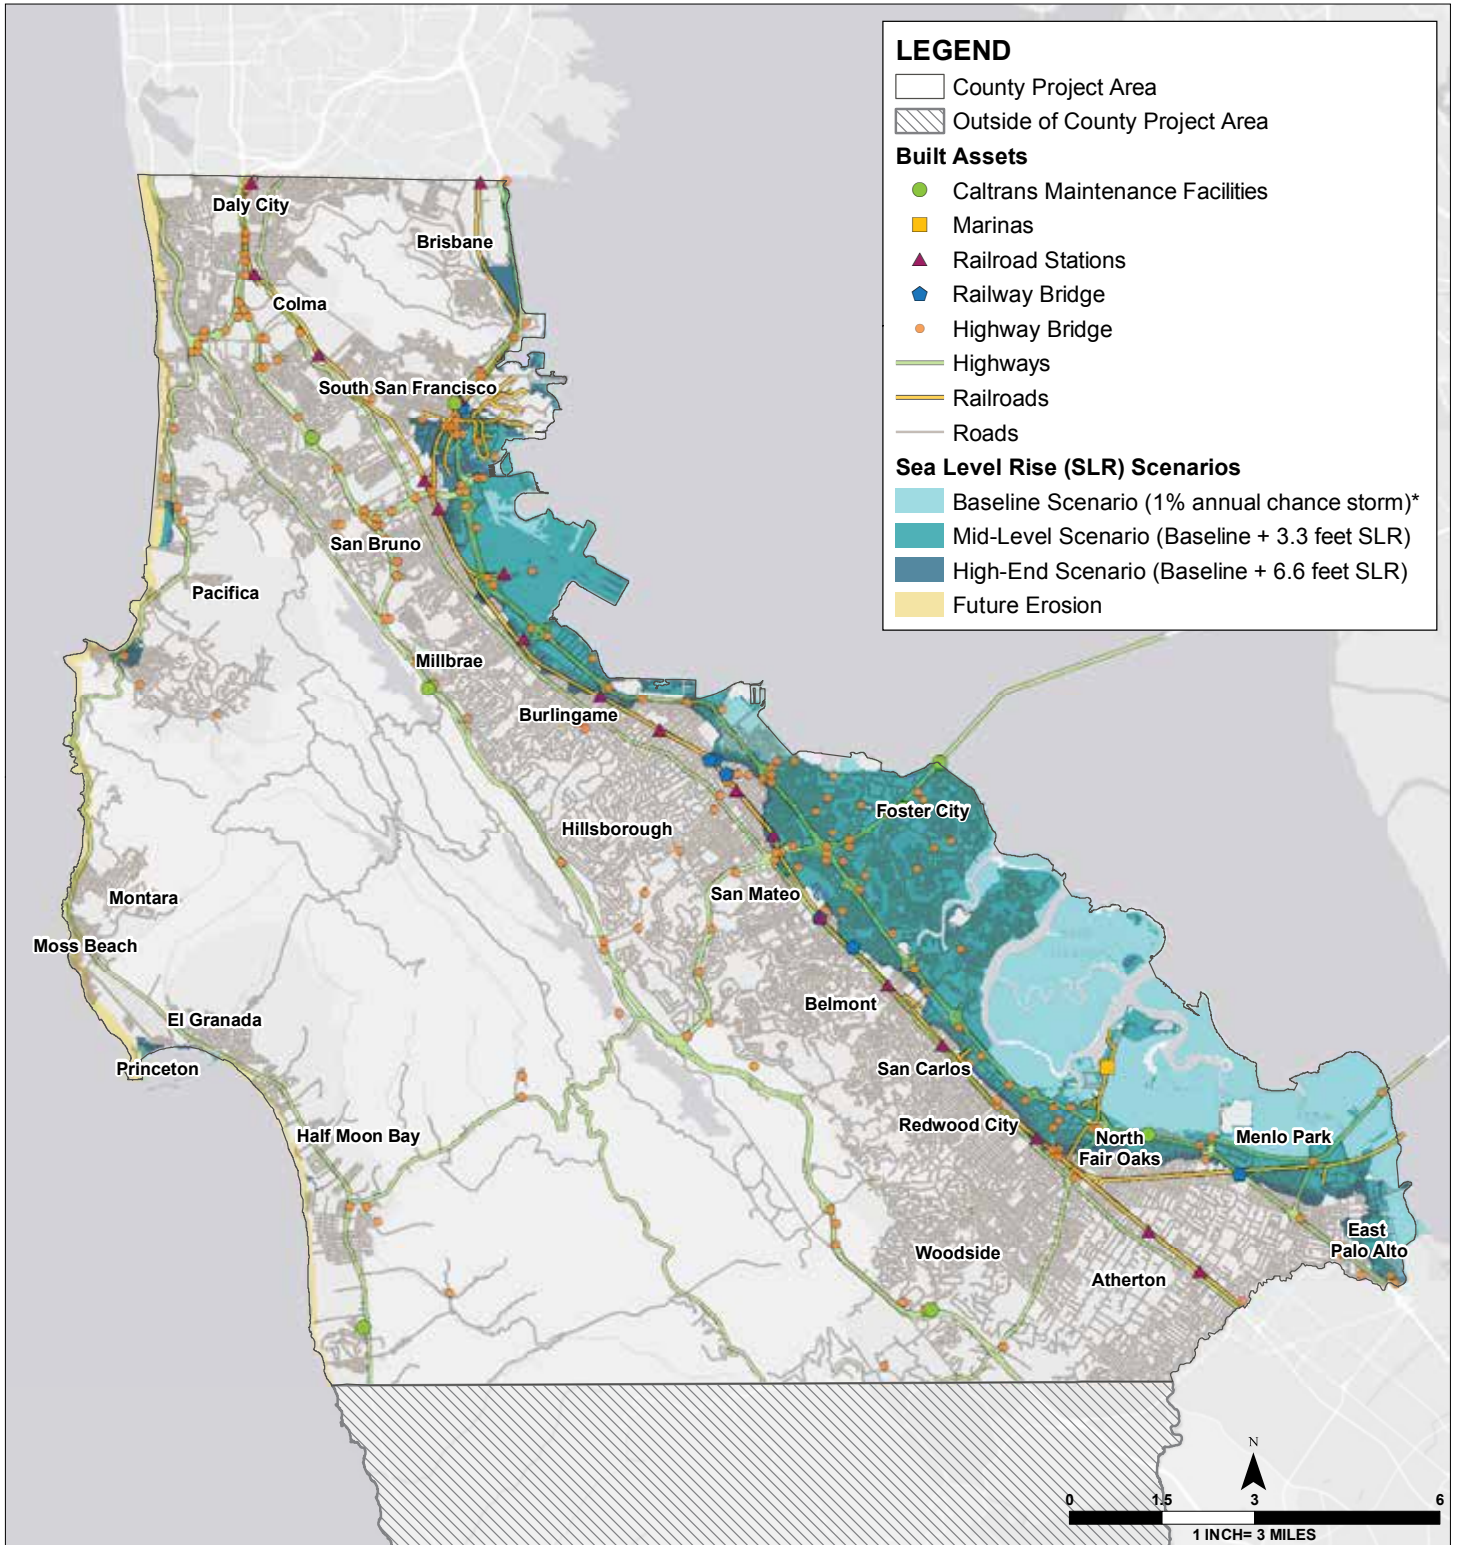 LEGEND
County Project Area
Outside of County Project Area
Built Assets
Caltrans Maintenance Facilities
Marinas
Railroad Stations
Railway Bridge
Highway Bridge
Highways
Railroads
Roads
Sea Level Rise (SLR) Scenarios
Baseline Scenario (1% annual chance storm)*
Mid-Level Scenario (Baseline + 3.3 feet SLR)
High-End Scenario (Baseline + 6.6 feet SLR)
Future Erosion
Daly City
Brisbane
Colma
South San Francisco
San Bruno
Pacifica
Millbrae
Burlingame
Foster City
Hillsborough
San Mateo
Montara
Moss Beach
Belmont
El Granada
Princeton
San Carlos
Redwood City
Half Moon Bay
North
Fair Oaks
Menlo Park
East
Palo Alto
Woodside
Atherton
N
0
1.5
3
6
1 INCH= 3 MILES